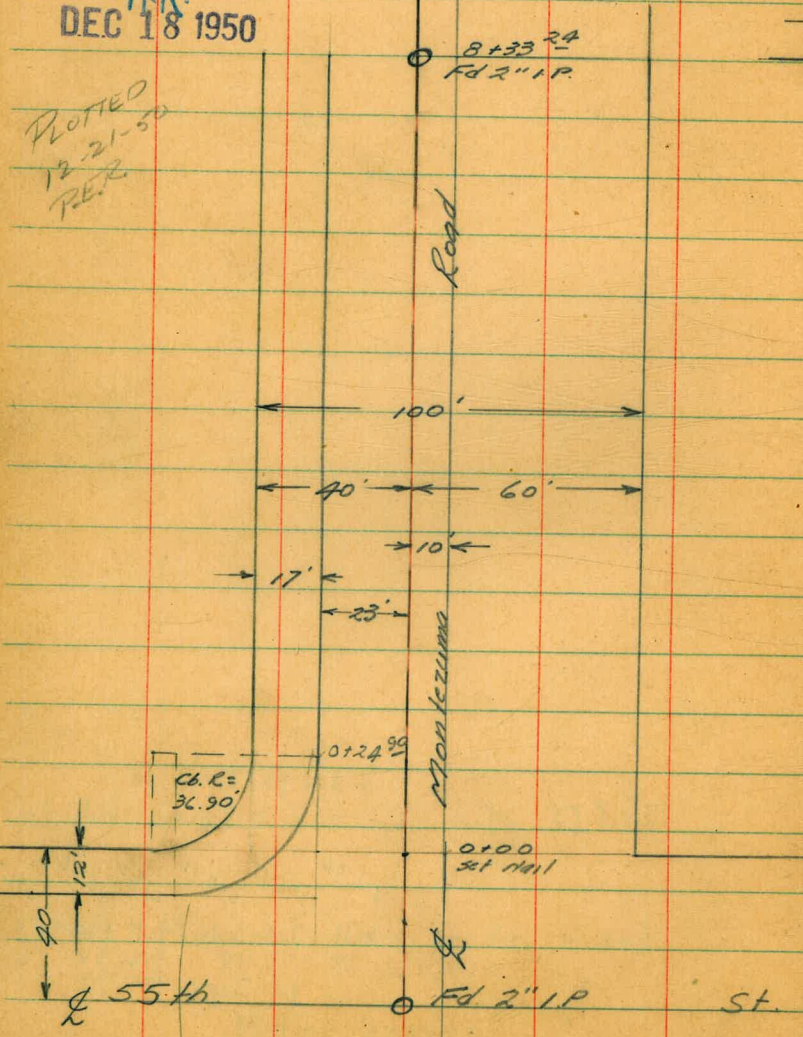 DEC 18 1950
8+33 24
Fd 2" I.P.
PLOTTED
12-21-50
P.E.R.
Road
100'
40'
60'
10'
17'
23'
Montezuma
0+24 90
Cb. R=
36.90'
0+00
set Nail
12'
40
℄
℄ 55th
Fd 2" I.P
St.